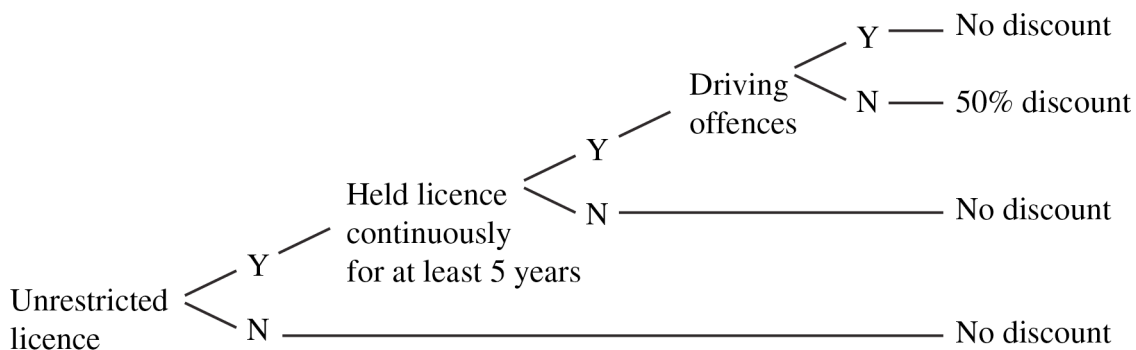 Y
No discount
Driving
offences
N
50% discount
Y
Held licence
continuously
for at least 5 years
N
No discount
Y
Unrestricted
licence
N
No discount